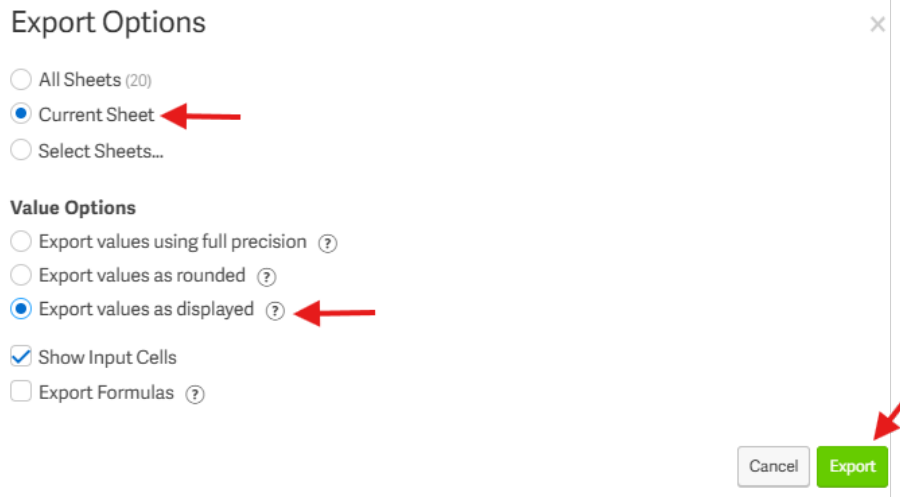 Export Options
All Sheets (20)
Current Sheet
Select Sheets...
Value Options
Export values using full precision ?
Export values as rounded ?
Export values as displayed ?
Show Input Cells
Export Formulas ?
Cancel Export